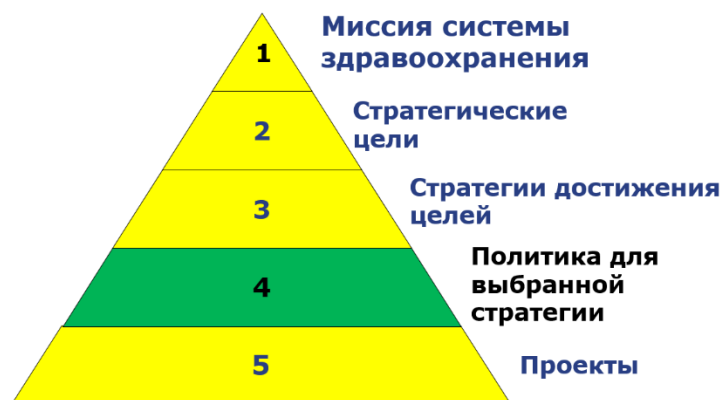 1
Миссия системы
здравоохранения
2
Стратегические
цели
3
Стратегии достижения
целей
4
Политика для
выбранной
стратегии
5
Проекты